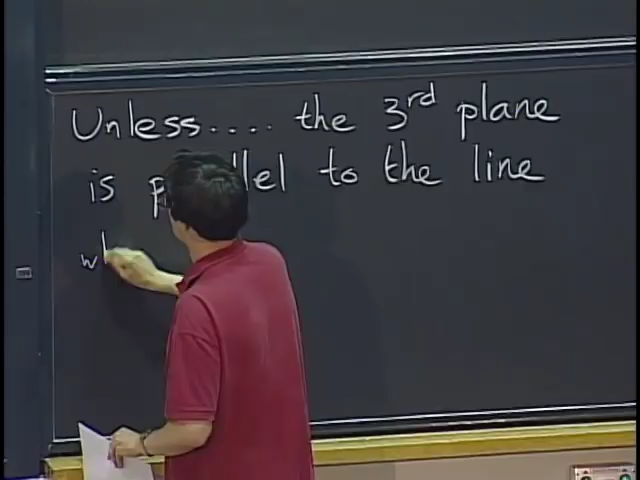 Unless.... the 3rd plane
is parallel to the line